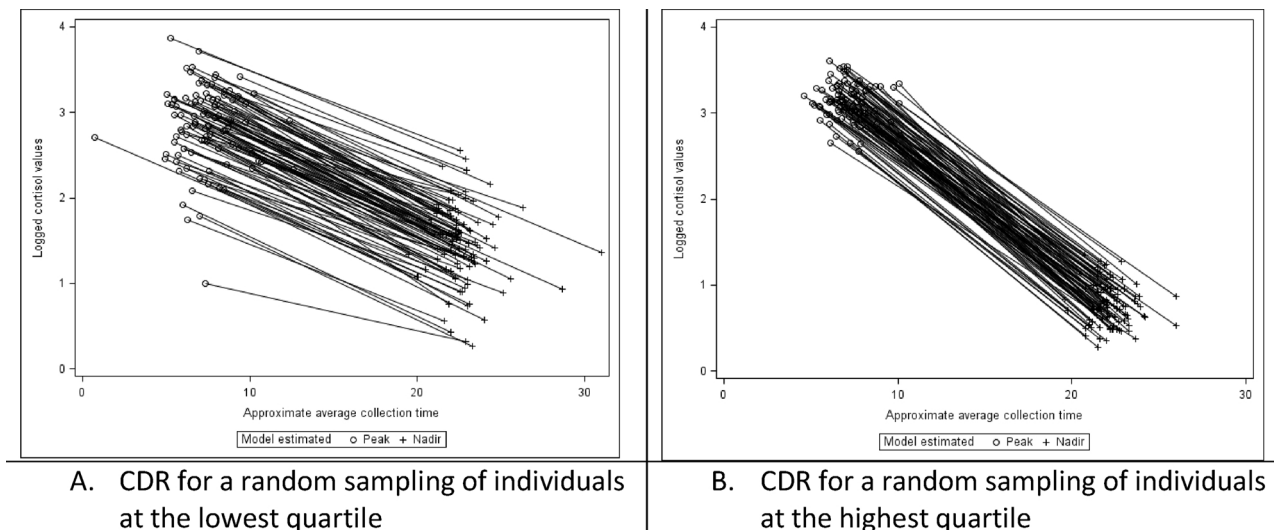 A.
4
3
2
1
0
Logged cortisol values
0 10 20 30
Approximate average collection time
Model estimated o Peak + Nadir
A. CDR for a random sampling of individuals
at the lowest quartile
B.
4
3
2
1
0
Logged cortisol values
0 10 20 30
Approximate average collection time
Model estimated o Peak + Nadir
B. CDR for a random sampling of individuals
at the highest quartile